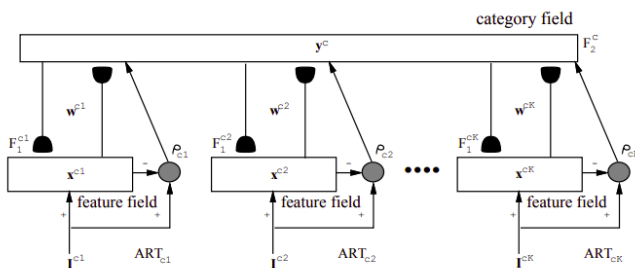 category field
y^c F_2^c
w^c1 w^c2 w^cK
F_1^c1 ρ_c1 F_1^c2 ρ_c2 F_1^cK
x^c1 - x^c2 - •••• x^cK -
feature field feature field feature field
+ + + + + +
I^c1 ART_c1 I^c2 ART_c2 I^cK ART_cK